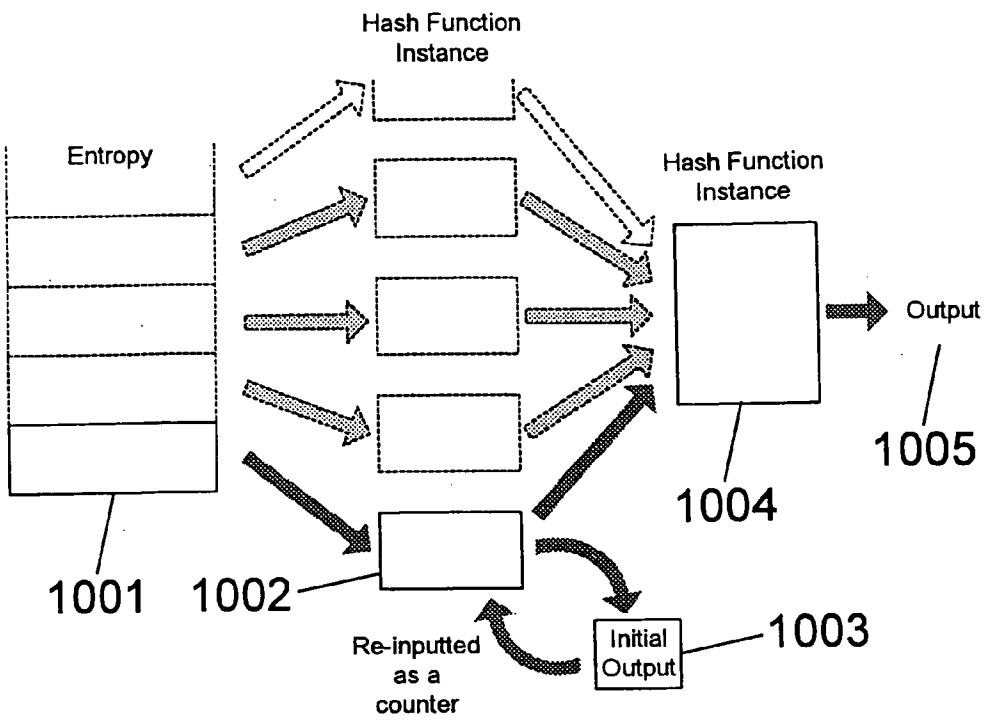 Hash Function
Instance
Entropy
Hash Function
Instance
Output
1005
1004
1001
1002
1003
Initial
Output
Re-inputted
as a
counter